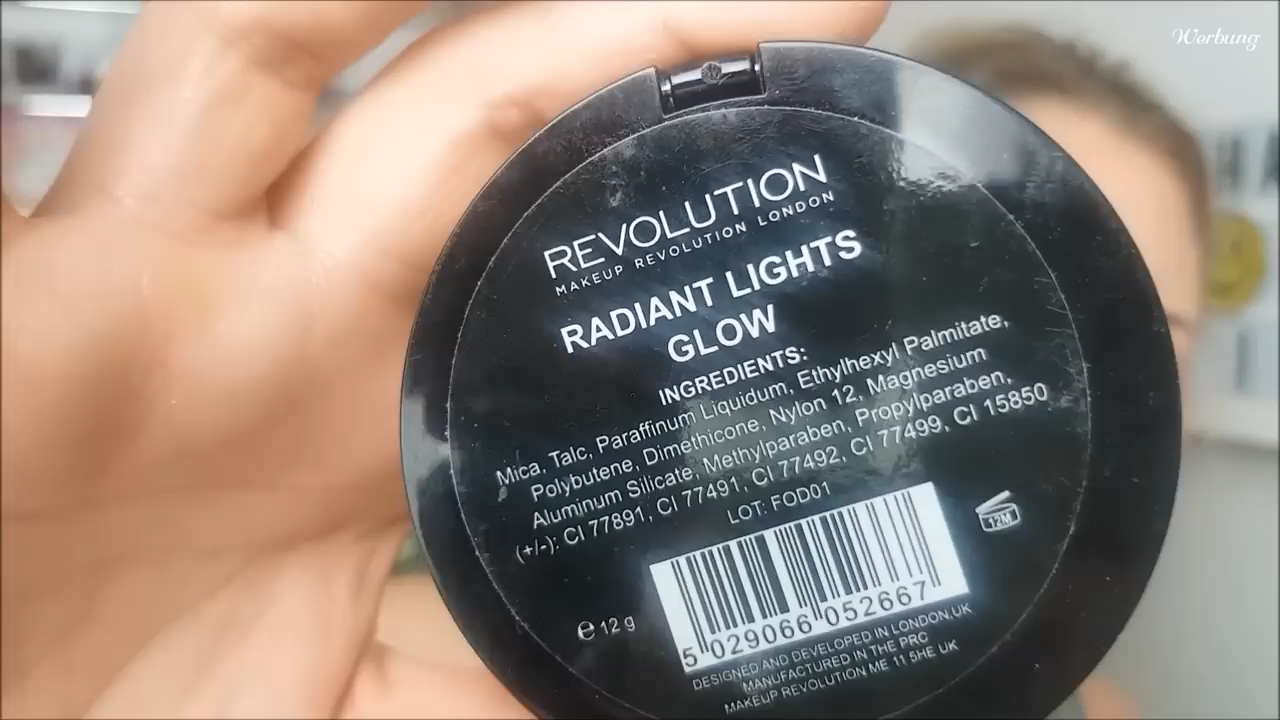 Werbung
REVOLUTION
MAKEUP REVOLUTION LONDON
RADIANT LIGHTS
GLOW
INGREDIENTS:
Mica, Talc, Paraffinum Liquidum, Ethylhexyl Palmitate,
Polybutene, Dimethicone, Nylon 12, Magnesium
Aluminum Silicate, Methylparaben, Propylparaben,
(+/-): CI 77891, CI 77491, CI 77492, CI 77499, CI 15850
LOT: FOD01
12M
e 12 g
5 029066 052667
DESIGNED AND DEVELOPED IN LONDON,UK
MANUFACTURED IN THE PRC
MAKEUP REVOLUTION ME 11 5HE UK